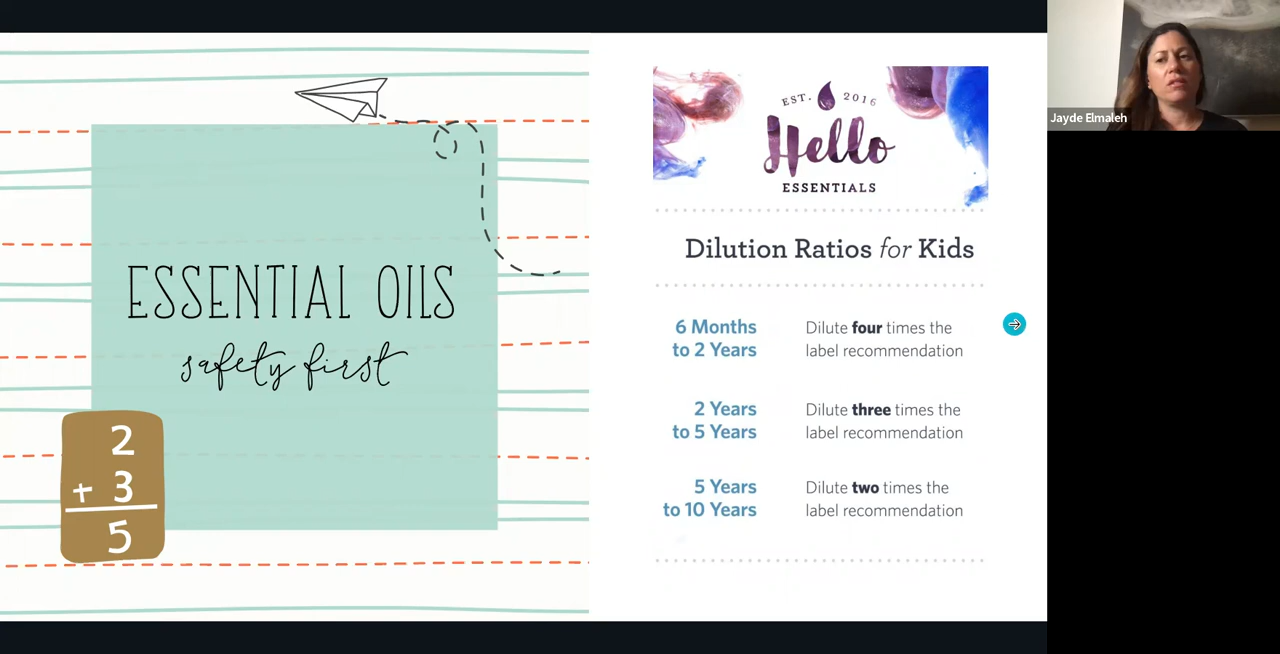 ESSENTIAL OILS
safety first
2
+ 3
5
EST. 2016
Hello
ESSENTIALS
Dilution Ratios for Kids
6 Months
to 2 Years
Dilute four times the
label recommendation
2 Years
to 5 Years
Dilute three times the
label recommendation
5 Years
to 10 Years
Dilute two times the
label recommendation
Jayde Elmaleh